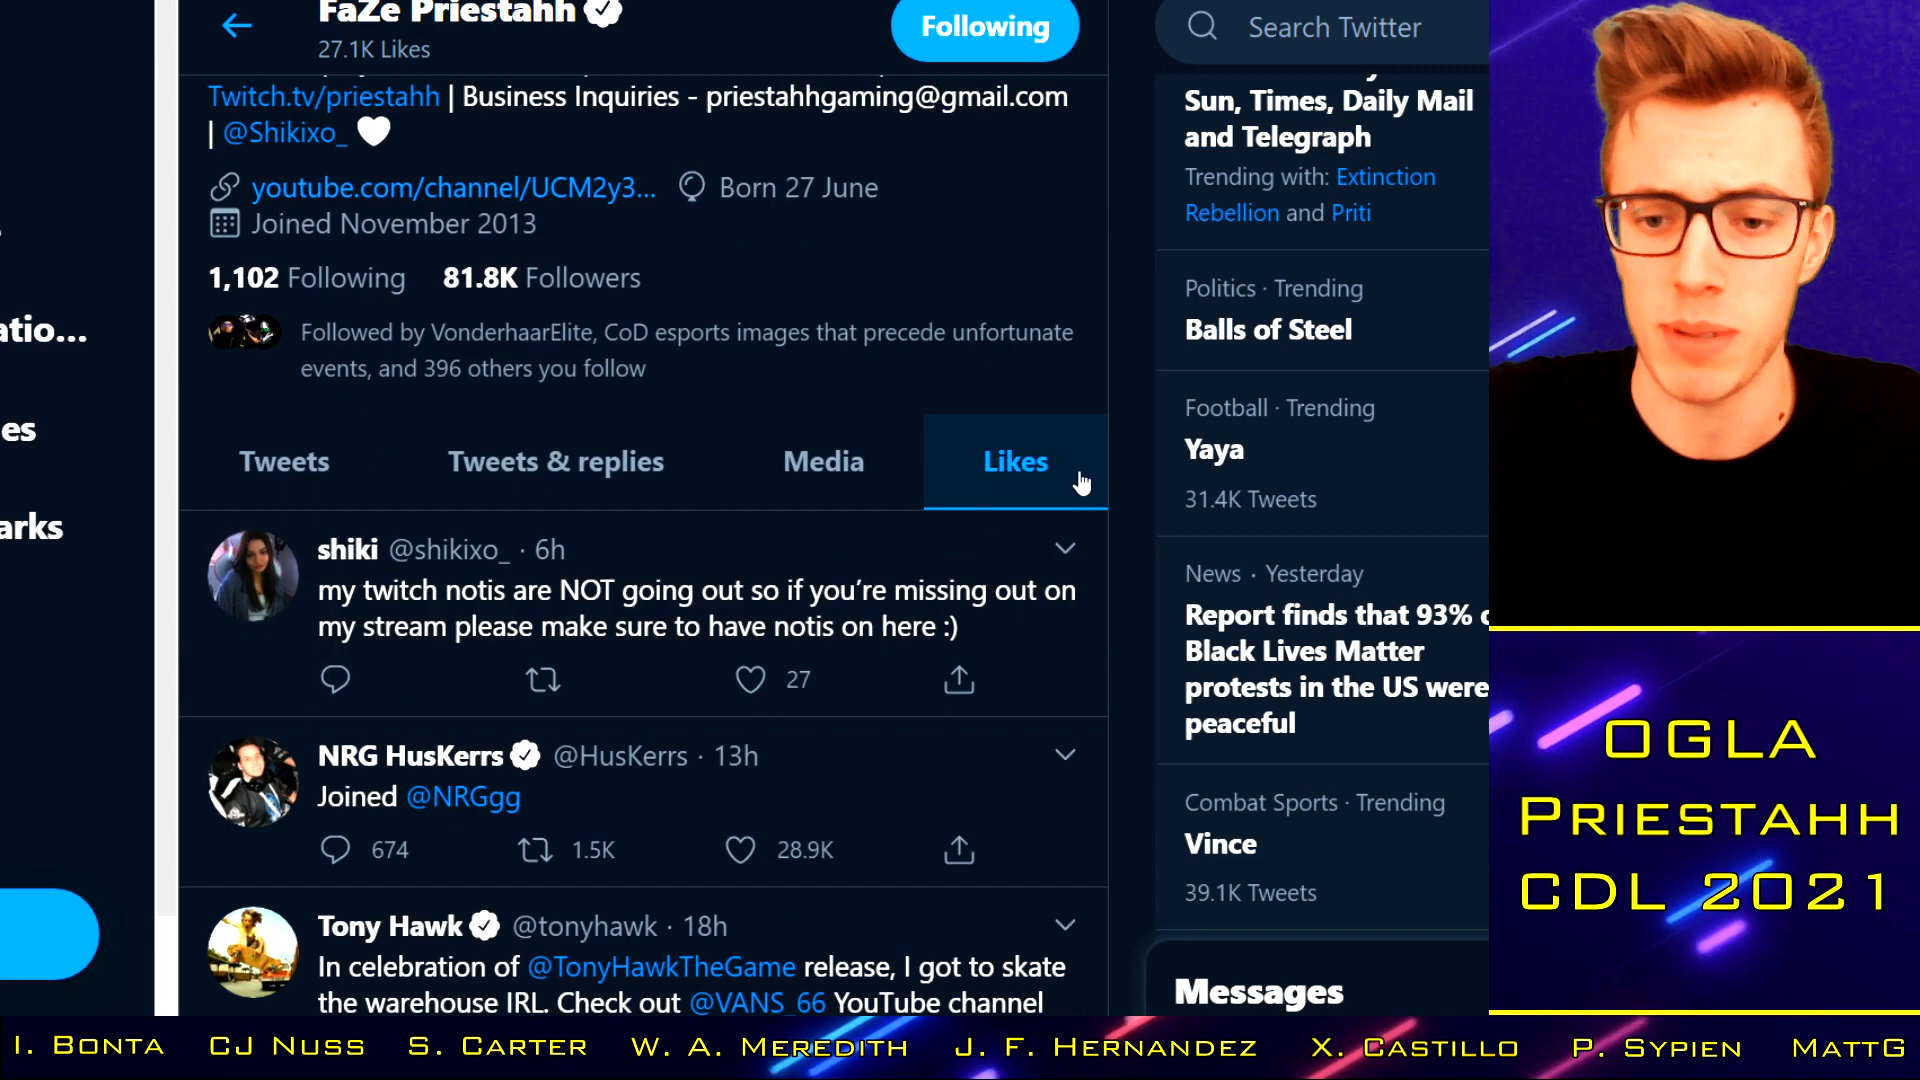 FaZe Priestahh
27.1K Likes
Following
Twitch.tv/priestahh | Business Inquiries - priestahhgaming@gmail.com
| @Shikixo_
youtube.com/channel/UCM2y3... Born 27 June
Joined November 2013
1,102 Following 81.8K Followers
Followed by VonderhaarElite, CoD esports images that precede unfortunate
events, and 396 others you follow
Tweets Tweets & replies Media Likes
shiki @shikixo_ · 6h
my twitch notis are NOT going out so if you’re missing out on
my stream please make sure to have notis on here :)
27
NRG HusKerrs @HusKerrs · 13h
Joined @NRGgg
674 1.5K 28.9K
Tony Hawk @tonyhawk · 18h
In celebration of @TonyHawkTheGame release, I got to skate
the warehouse IRL. Check out @VANS_66 YouTube channel
atio...
es
arks
Search Twitter
Sun, Times, Daily Mail
and Telegraph
Trending with: Extinction
Rebellion and Priti
Politics · Trending
Balls of Steel
Football · Trending
Yaya
31.4K Tweets
News · Yesterday
Report finds that 93%
Black Lives Matter
protests in the US were
peaceful
Combat Sports · Trending
Vince
39.1K Tweets
Messages
OGLA
PRIESTAHH
CDL 2021
I. BONTA CJ NUSS S. CARTER W. A. MEREDITH J. F. HERNANDEZ X. CASTILLO P. SYPIEN MATTG